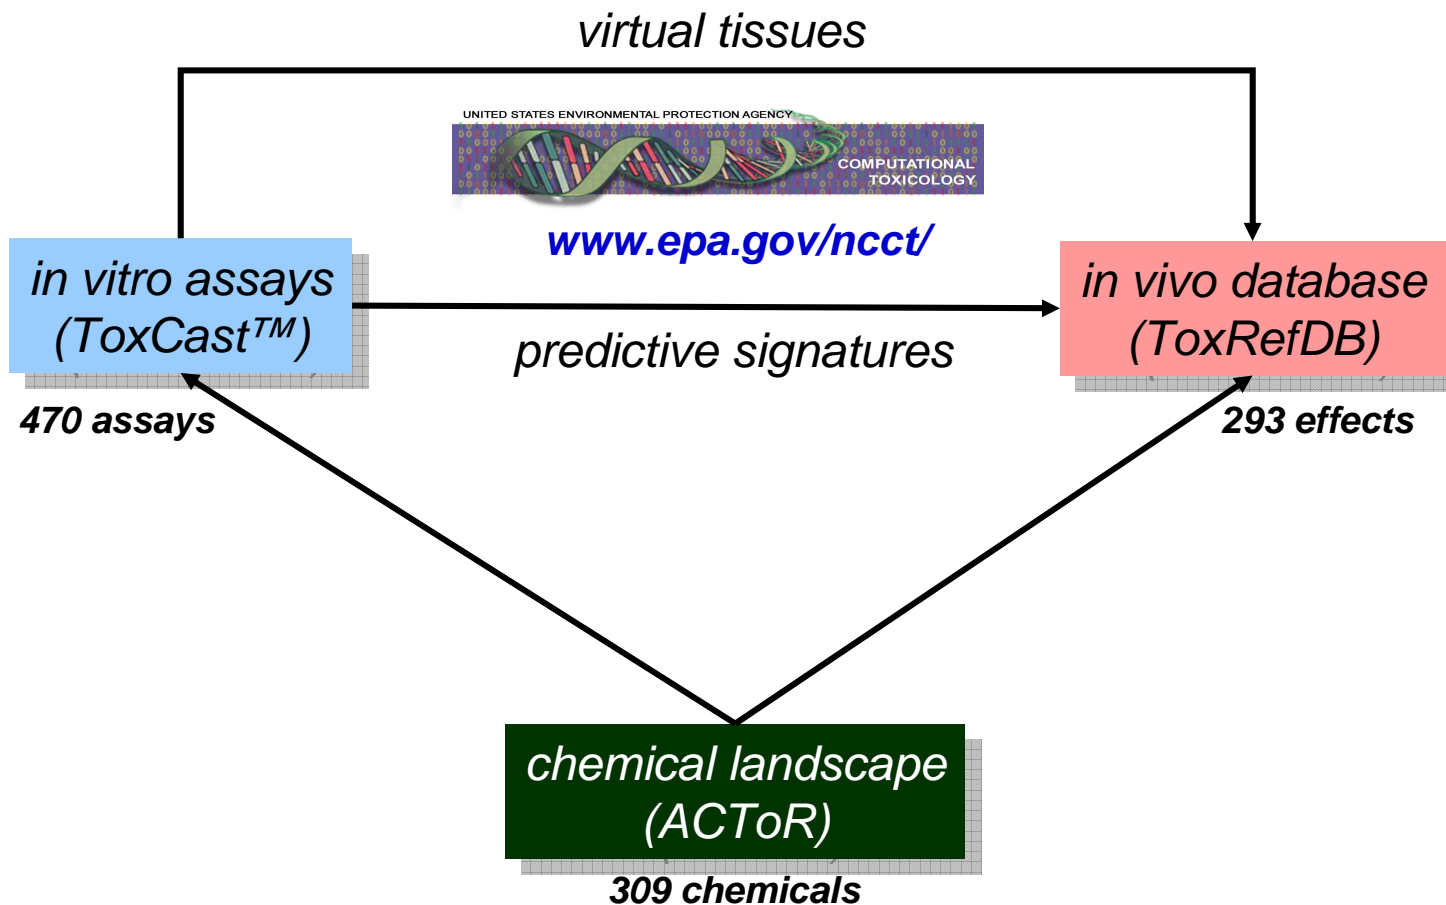 virtual tissues
UNITED STATES ENVIRONMENTAL PROTECTION AGENCY
COMPUTATIONAL
TOXICOLOGY
www.epa.gov/ncct/
in vitro assays
(ToxCast™)
470 assays
predictive signatures
in vivo database
(ToxRefDB)
293 effects
chemical landscape
(ACToR)
309 chemicals